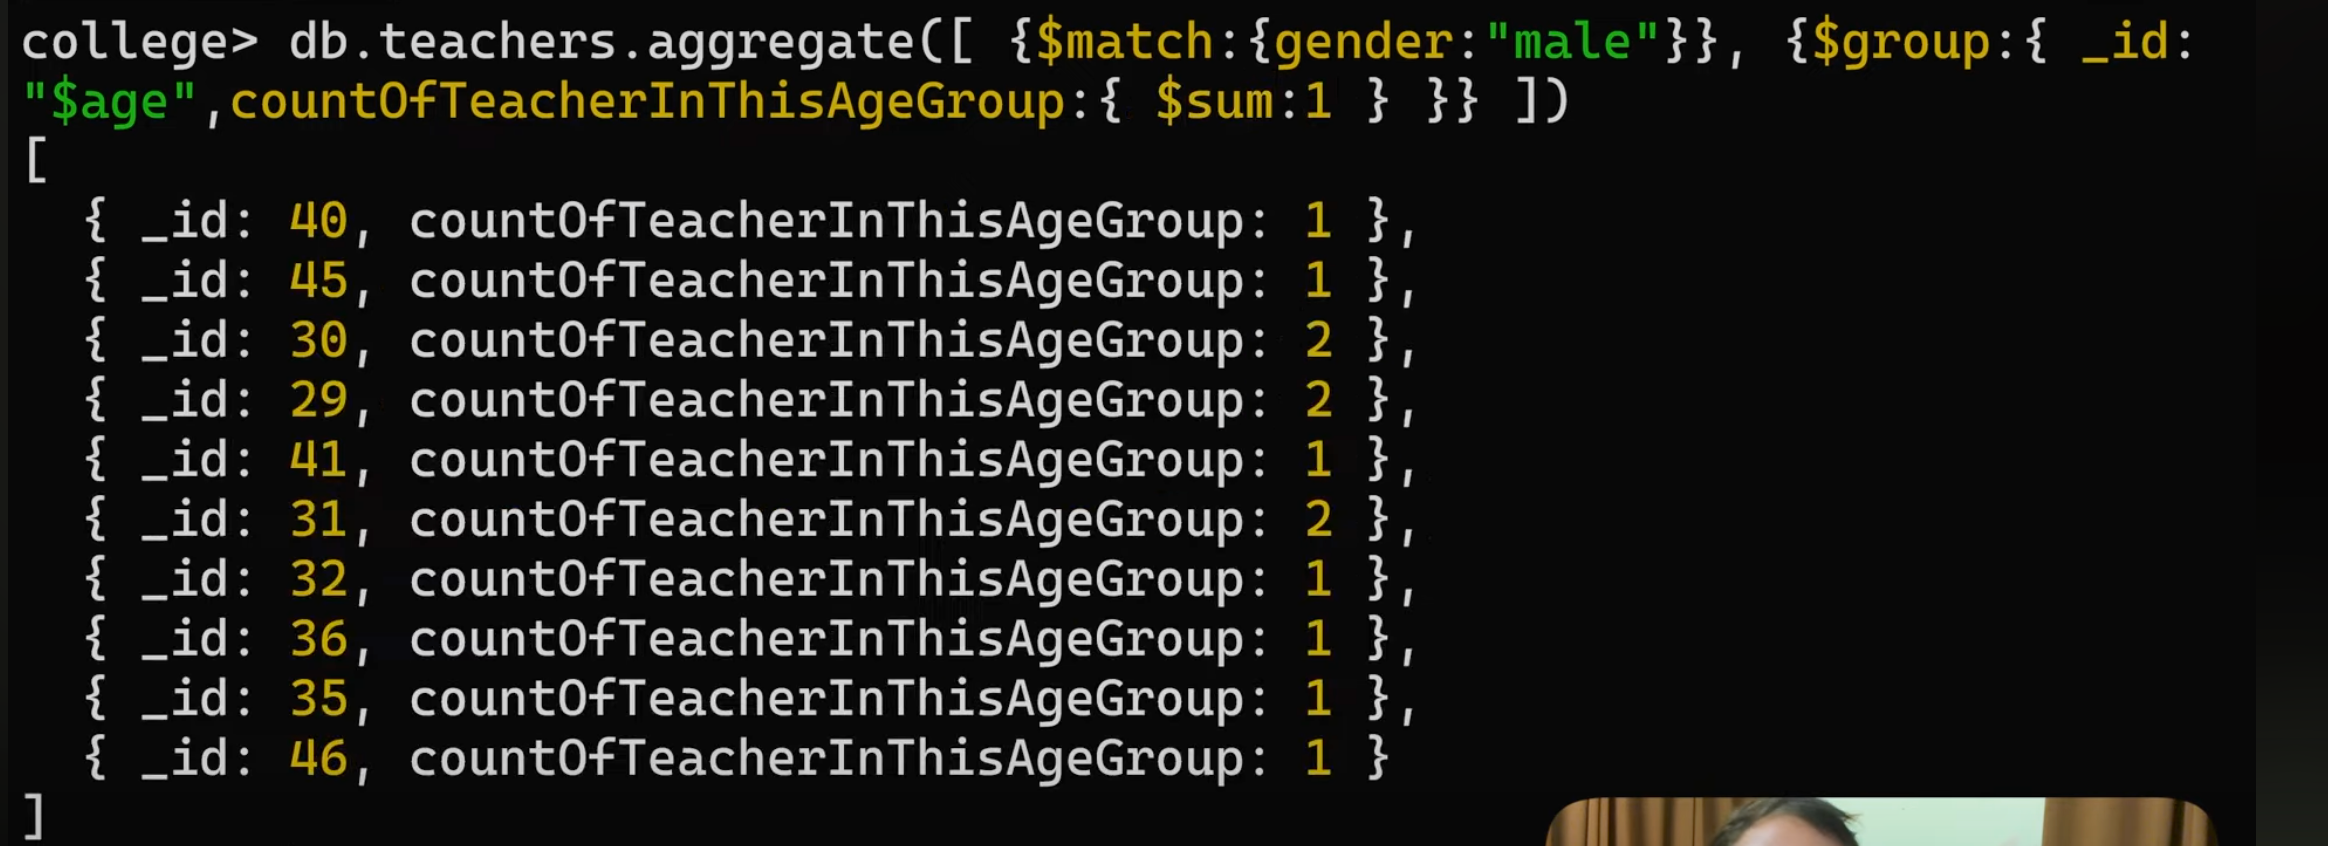 college> db.teachers.aggregate([ {$match:{gender:"male"}}, {$group:{ _id:
"$age",countOfTeacherInThisAgeGroup:{ $sum:1 } }} ])
[
  { _id: 40, countOfTeacherInThisAgeGroup: 1 },
  { _id: 45, countOfTeacherInThisAgeGroup: 1 },
  { _id: 30, countOfTeacherInThisAgeGroup: 2 },
  { _id: 29, countOfTeacherInThisAgeGroup: 2 },
  { _id: 41, countOfTeacherInThisAgeGroup: 1 },
  { _id: 31, countOfTeacherInThisAgeGroup: 2 },
  { _id: 32, countOfTeacherInThisAgeGroup: 1 },
  { _id: 36, countOfTeacherInThisAgeGroup: 1 },
  { _id: 35, countOfTeacherInThisAgeGroup: 1 },
  { _id: 46, countOfTeacherInThisAgeGroup: 1 }
]